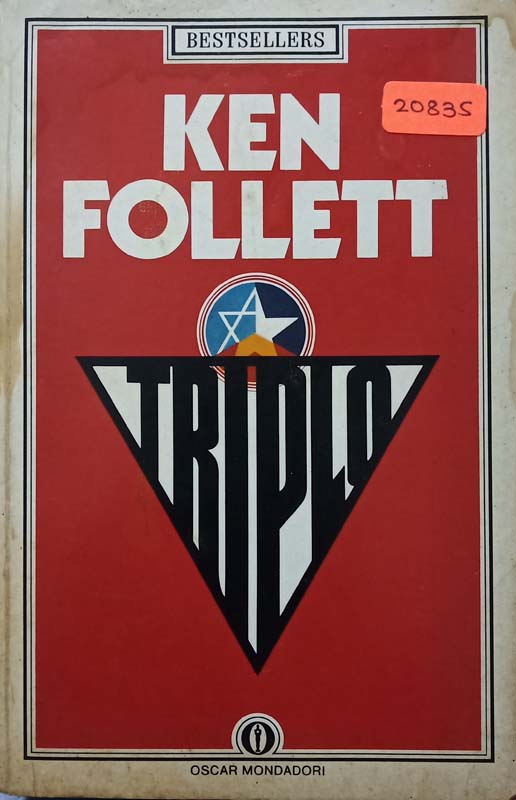 BESTSELLERS
20835
KEN
FOLLETT
TRIPLO
OSCAR MONDADORI